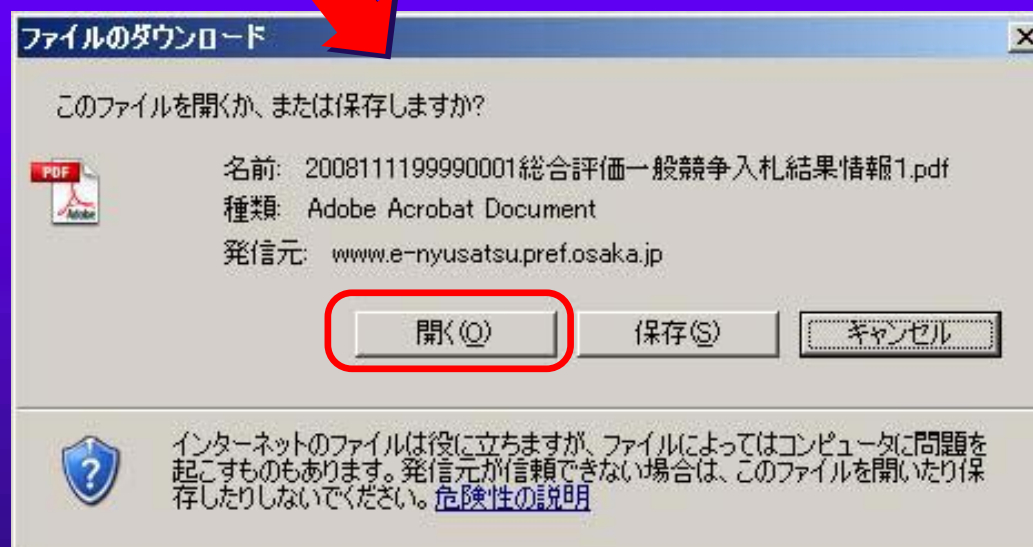 ファイルのダウンロード
このファイルを開くか、または保存しますか?
PDF
Adobe
名前: 2008111199990001総合評価一般競争入札結果情報1.pdf
種類: Adobe Acrobat Document
発信元: www.e-nyusatsu.pref.osaka.jp
開く(O) 保存(S) キャンセル
インターネットのファイルは役に立ちますが、ファイルによってはコンピュータに問題を
起こすものもあります。発信元が信頼できない場合は、このファイルを開いたり保
存したりしないでください。危険性の説明